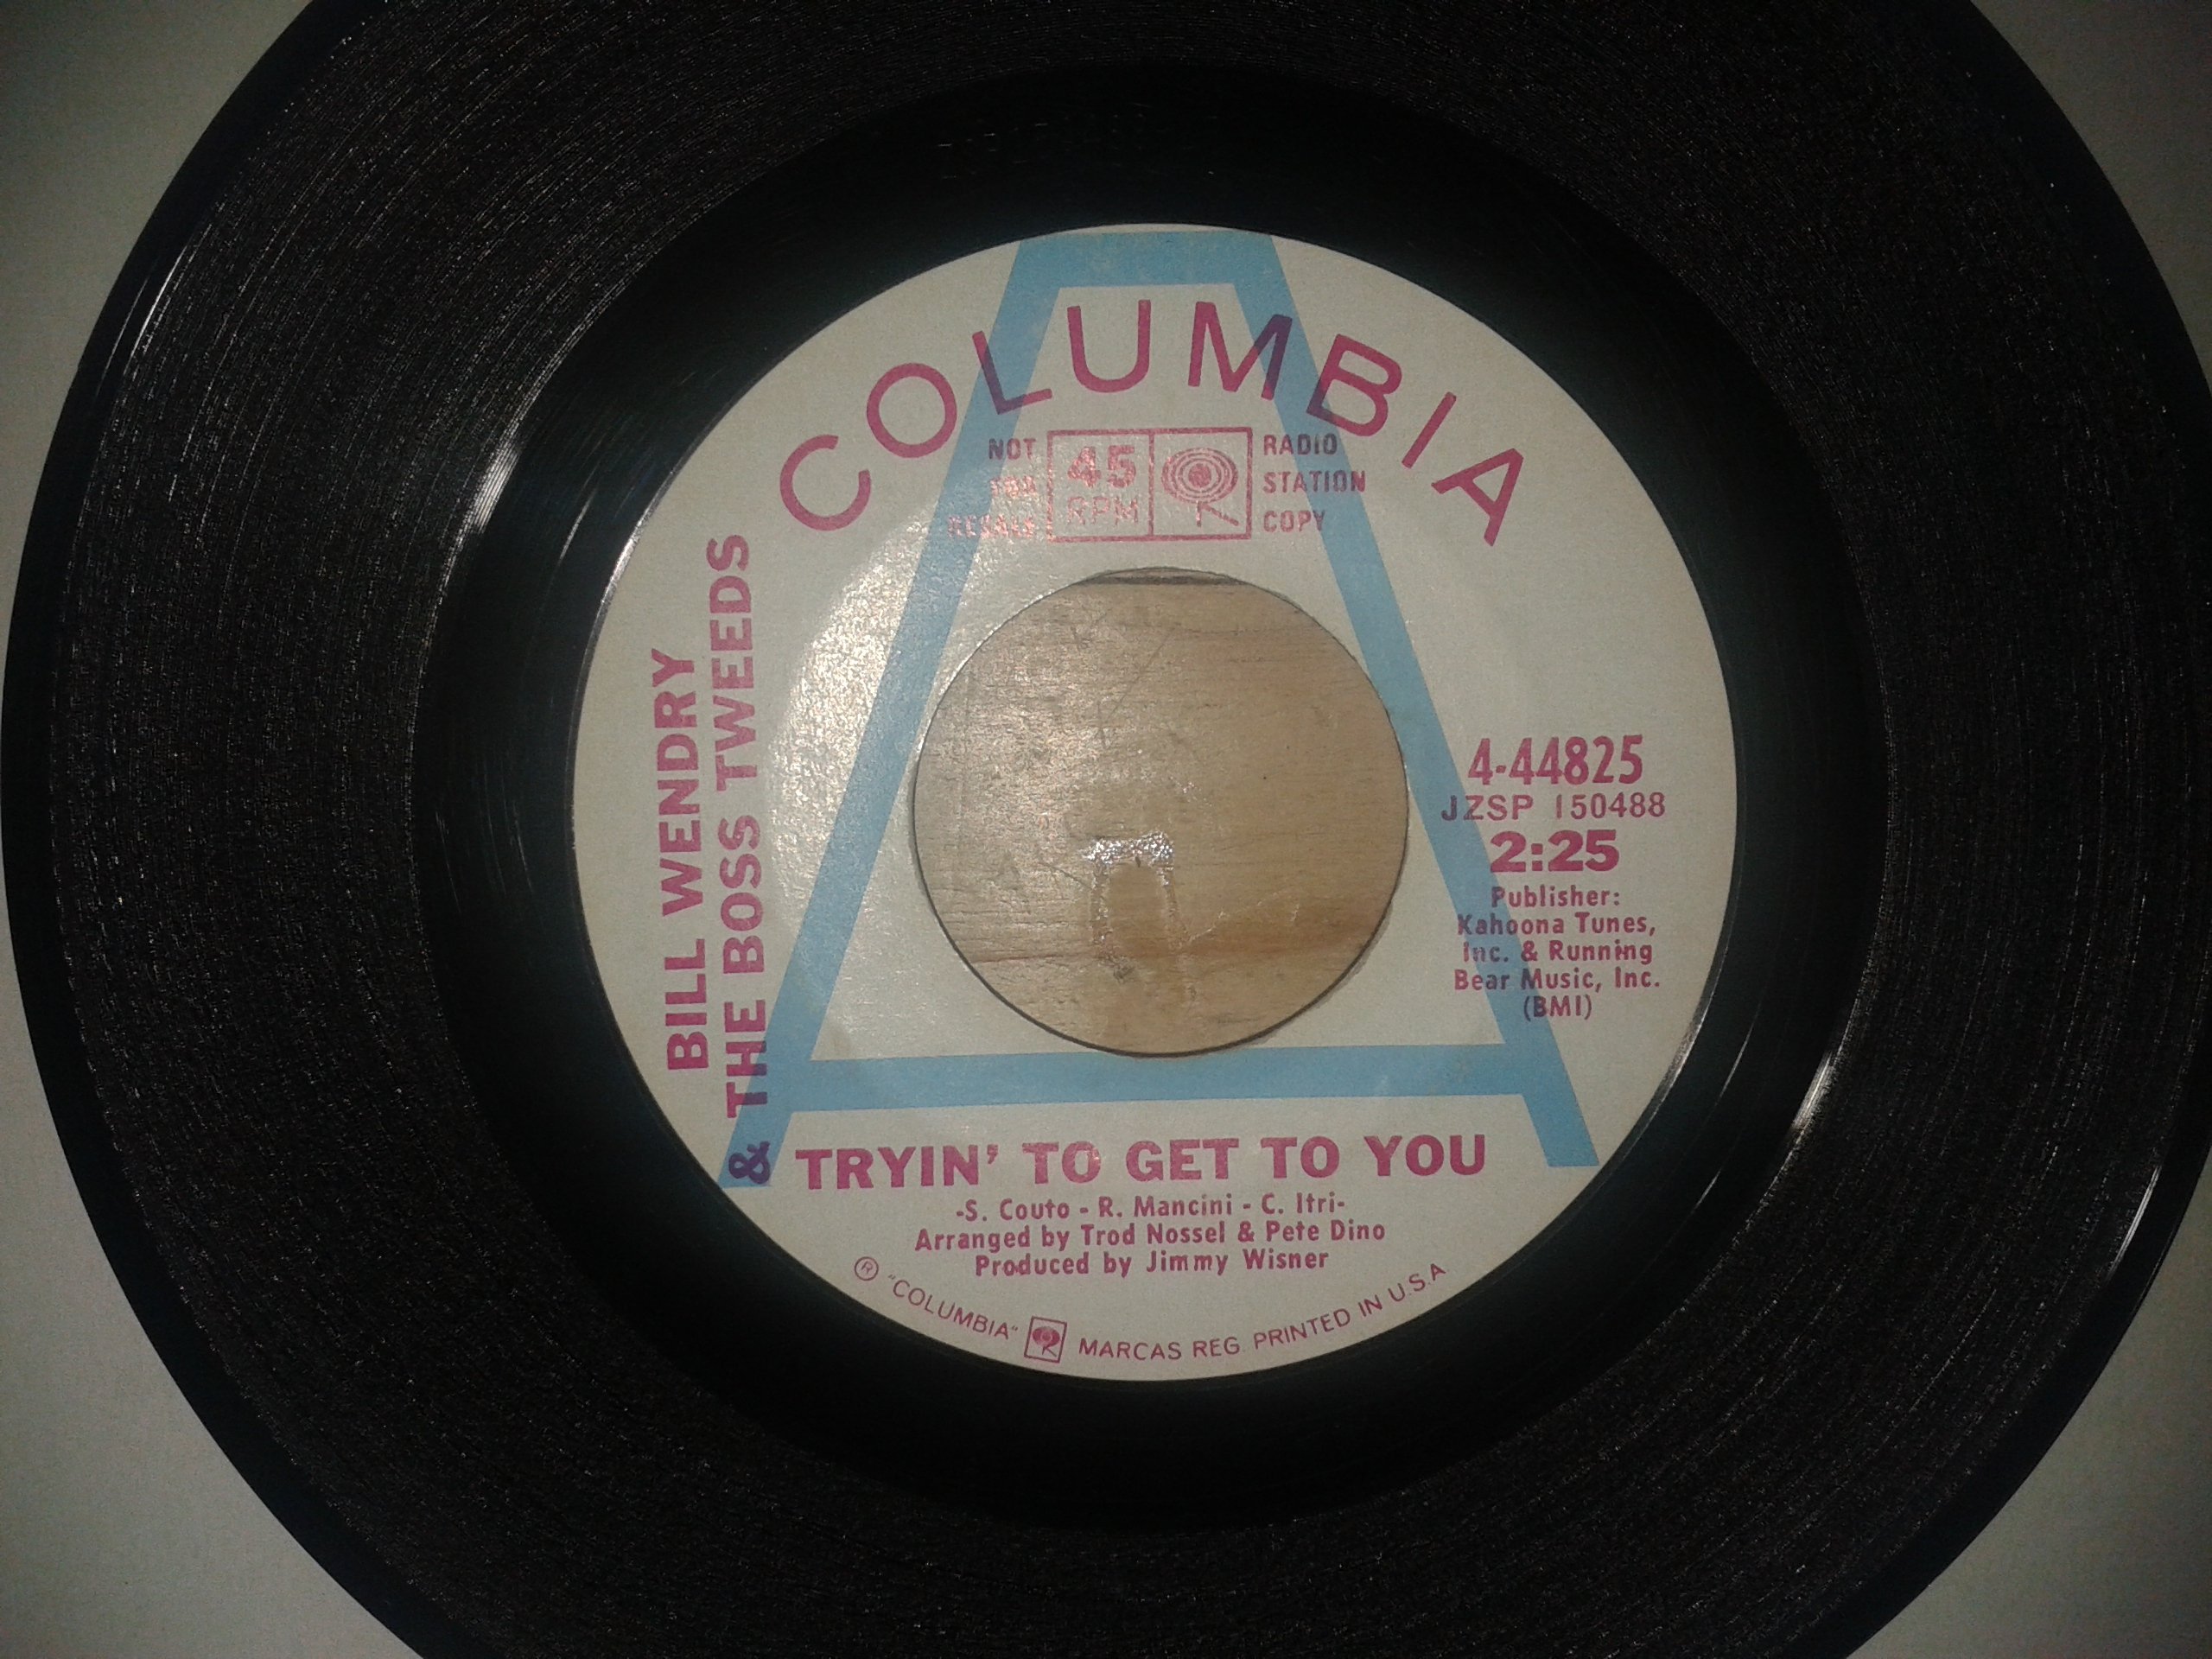 COLUMBIA
NOT FOR RESALE
45 RPM
RADIO STATION COPY
BILL WENDRY
& THE BOSS TWEEDS
4-44825
JZSP 150488
2:25
Publisher:
Kahoona Tunes,
Inc. & Running
Bear Music, Inc.
(BMI)
TRYIN' TO GET TO YOU
-S. Couto - R. Mancini - C. Itri-
Arranged by Trod Nossel & Pete Dino
Produced by Jimmy Wisner
® "COLUMBIA" MARCAS REG. PRINTED IN U.S.A